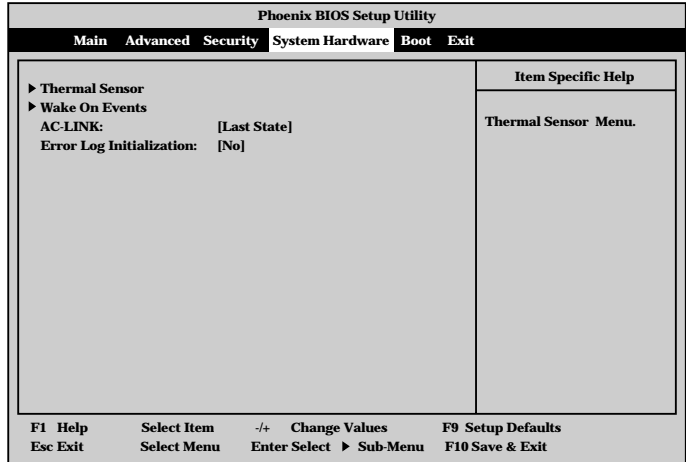 Phoenix BIOS Setup Utility
Main Advanced Security System Hardware Boot Exit
▶ Thermal Sensor
▶ Wake On Events
AC-LINK: [Last State]
Error Log Initialization: [No]
Item Specific Help
Thermal Sensor Menu.
F1 Help Select Item -/+ Change Values F9 Setup Defaults
Esc Exit Select Menu Enter Select ▶ Sub-Menu F10 Save & Exit